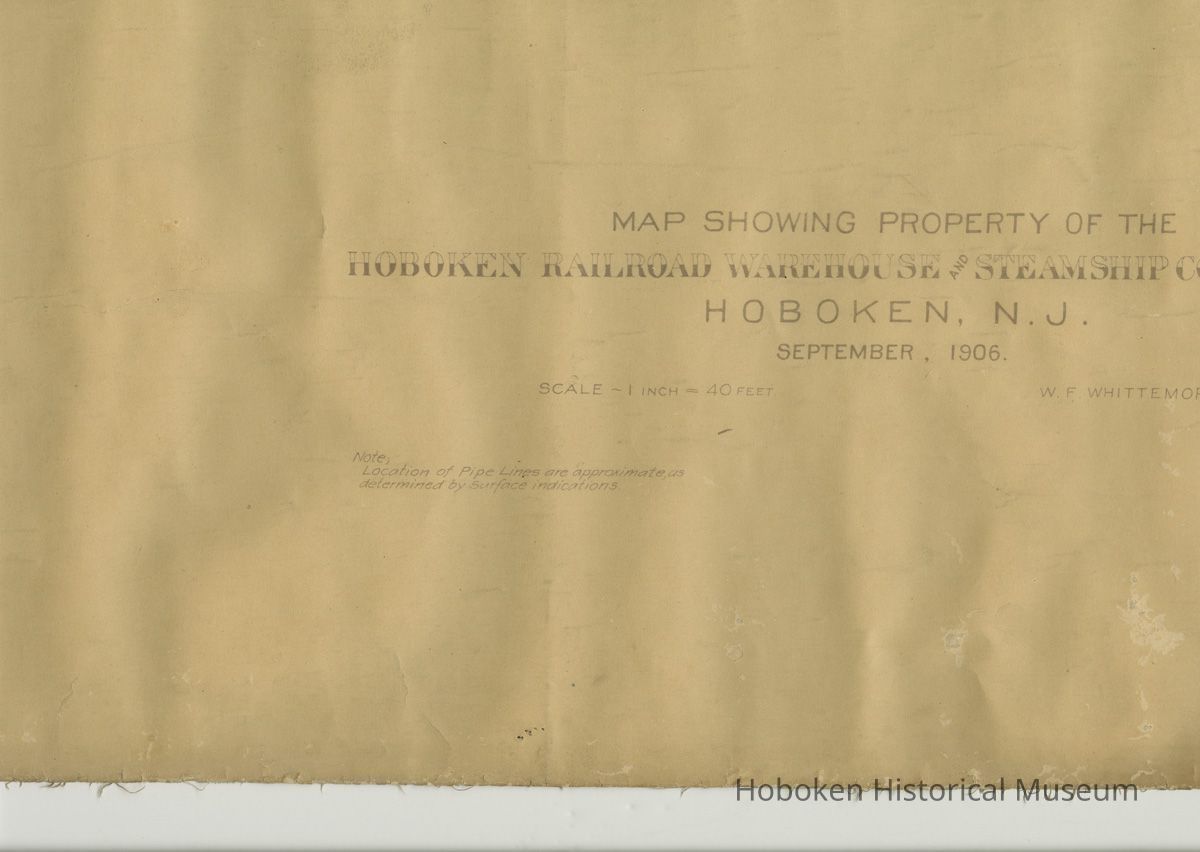 MAP SHOWING PROPERTY OF THE
HOBOKEN RAILROAD WAREHOUSE AND STEAMSHIP CO
HOBOKEN, N.J.
SEPTEMBER, 1906.
SCALE ~ 1 INCH = 40 FEET.
W. F. WHITTEMOR
Note;
Location of Pipe Lines are approximate, as
determined by Surface indications.
Hoboken Historical Museum